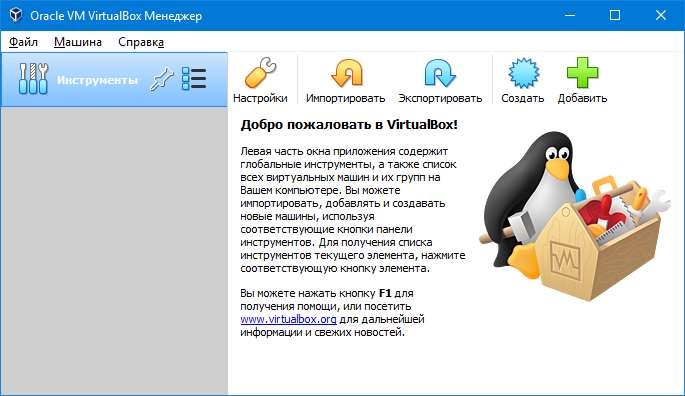 Oracle VM VirtualBox Менеджер
Файл Машина Справка
Инструменты
Настройки Импортировать Экспортировать Создать Добавить
Добро пожаловать в VirtualBox!
Левая часть окна приложения содержит
глобальные инструменты, а также список
всех виртуальных машин и их групп на
Вашем компьютере. Вы можете
импортировать, добавлять и создавать
новые машины, используя
соответствующие кнопки панели
инструментов. Для получения списка
инструментов текущего элемента, нажмите
соответствующую кнопку элемента.
Вы можете нажать кнопку F1 для
получения помощи, или посетить
www.virtualbox.org для дальнейшей
информации и свежих новостей.